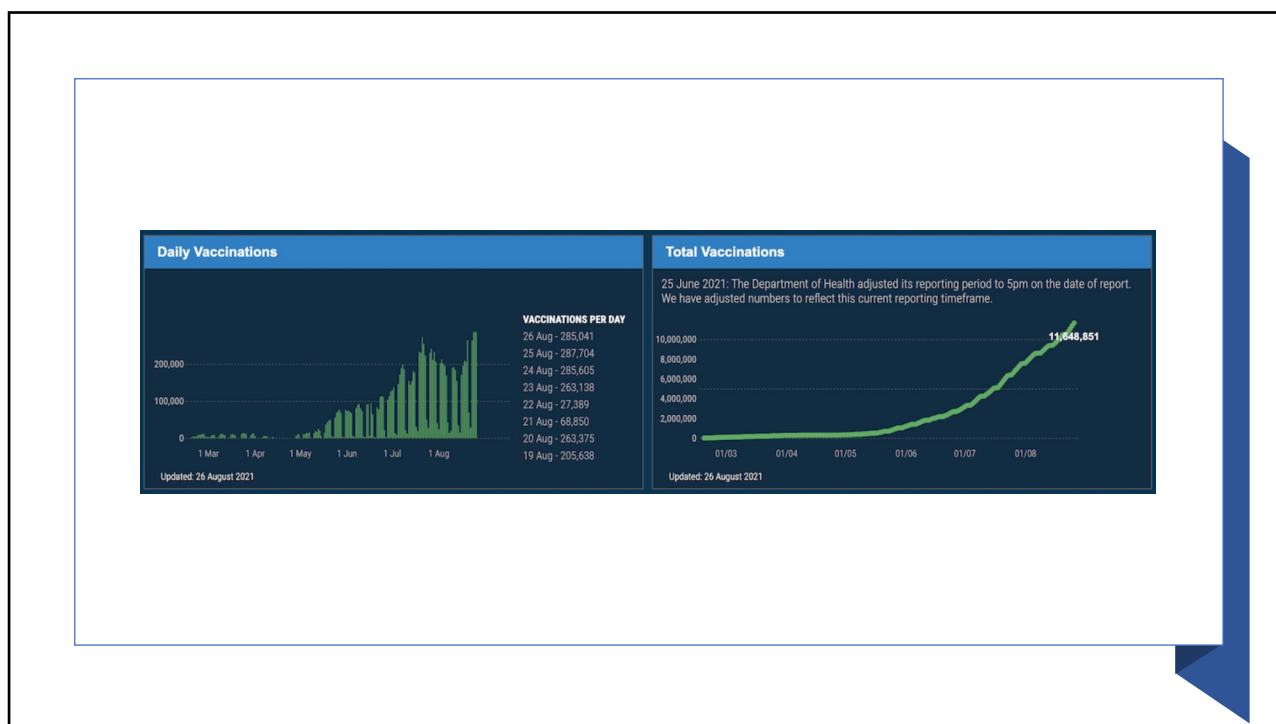 Daily Vaccinations
200,000
100,000
0
1 Mar
1 Apr
1 May
1 Jun
1 Jul
1 Aug
VACCINATIONS PER DAY
26 Aug - 285,041
25 Aug - 287,704
24 Aug - 285,605
23 Aug - 263,138
22 Aug - 27,389
21 Aug - 68,850
20 Aug - 263,375
19 Aug - 205,638
Updated: 26 August 2021
Total Vaccinations
25 June 2021: The Department of Health adjusted its reporting period to 5pm on the date of report.
We have adjusted numbers to reflect this current reporting timeframe.
11,648,851
10,000,000
8,000,000
6,000,000
4,000,000
2,000,000
0
01/03
01/04
01/05
01/06
01/07
01/08
Updated: 26 August 2021